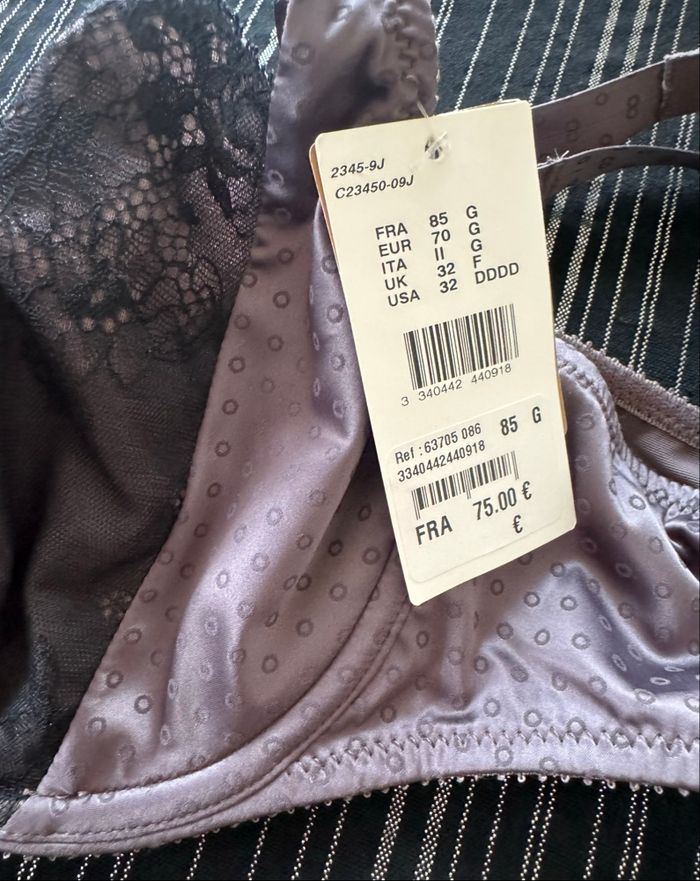 2345-9J
C23450-09J
FRA 85 G
EUR 70 G
ITA II G
UK 32 F
USA 32 DDDD
3 340442 440918
Ref : 63705 086 85 G
3340442440918
FRA 75.00 €
€